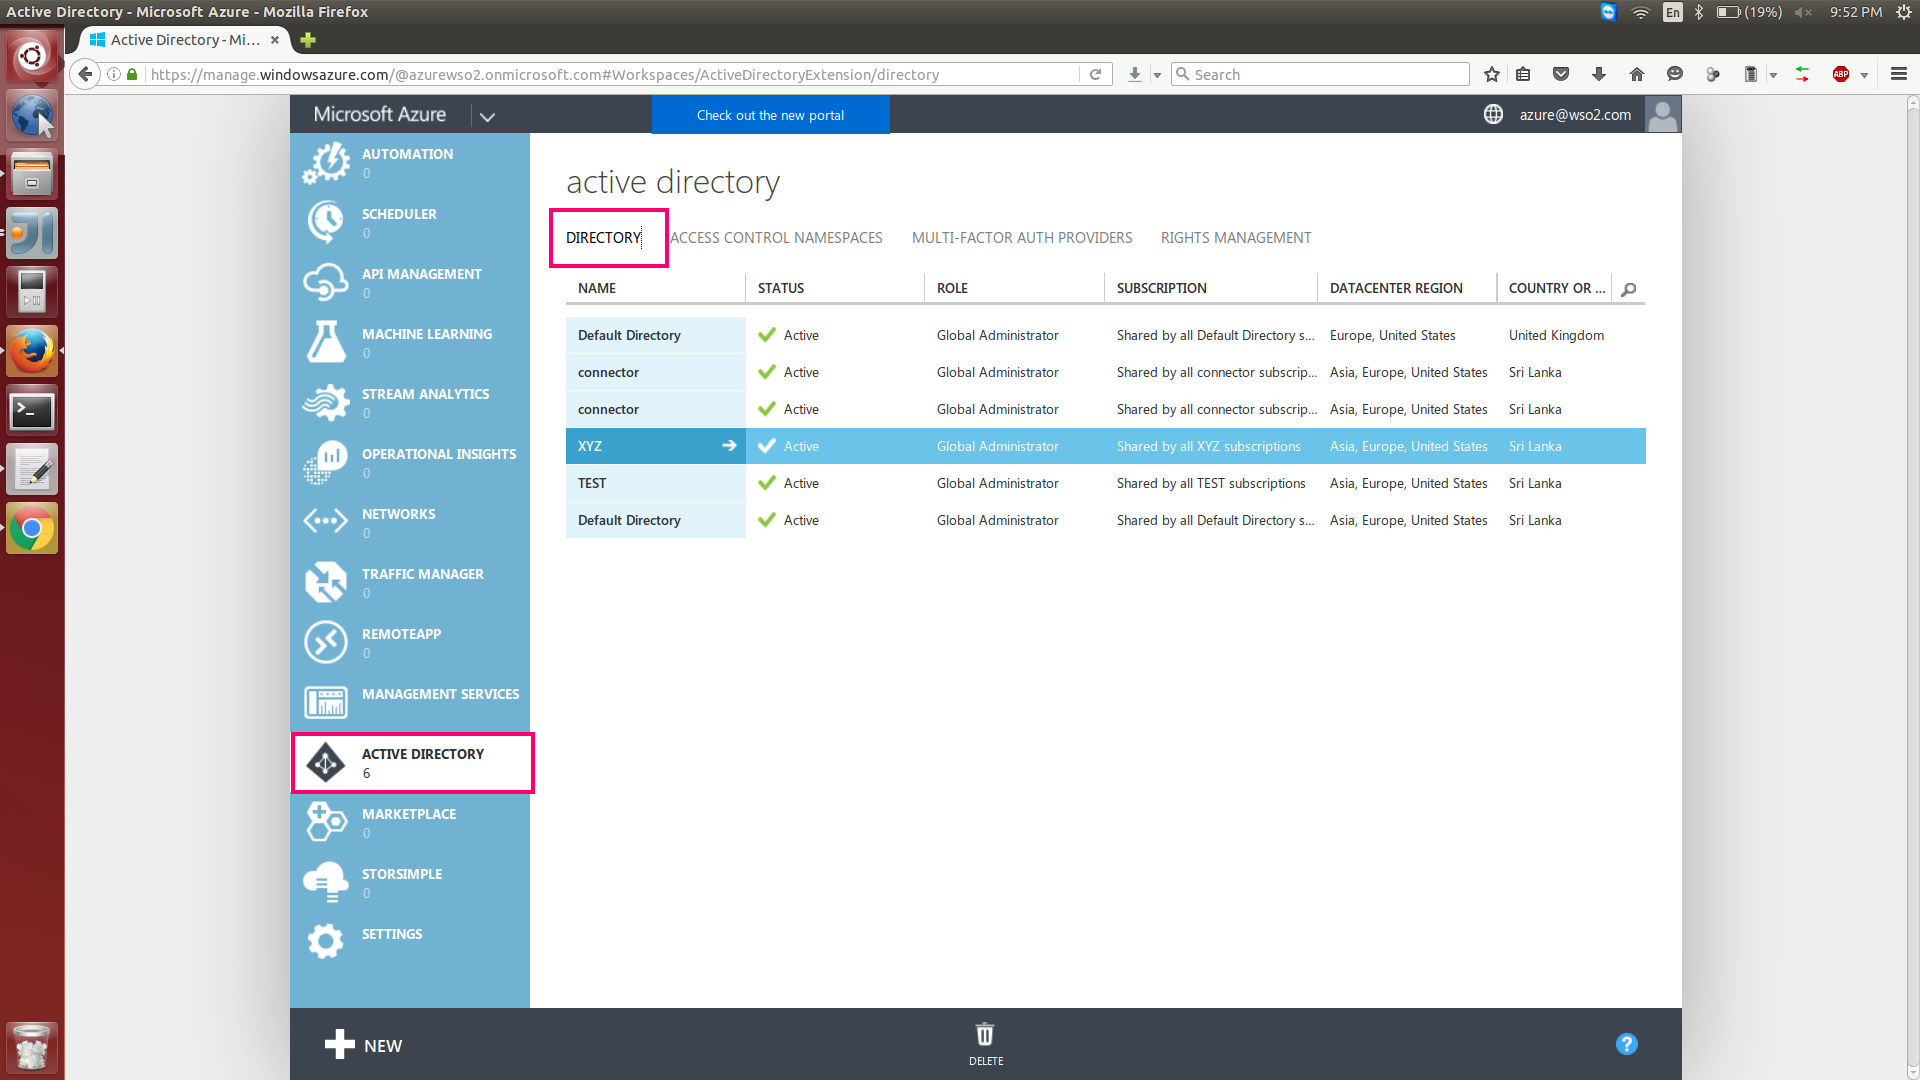 Active Directory - Microsoft Azure - Mozilla Firefox
En
(19%)
9:52 PM
Active Directory - Mi...
https://manage.windowsazure.com/@azurewso2.onmicrosoft.com#Workspaces/ActiveDirectoryExtension/directory
Search
ABP
Microsoft Azure
Check out the new portal
azure@wso2.com
AUTOMATION
0
SCHEDULER
0
API MANAGEMENT
0
MACHINE LEARNING
0
STREAM ANALYTICS
0
OPERATIONAL INSIGHTS
0
NETWORKS
0
TRAFFIC MANAGER
0
REMOTEAPP
0
MANAGEMENT SERVICES
ACTIVE DIRECTORY
6
MARKETPLACE
0
STORSIMPLE
0
SETTINGS
active directory
DIRECTORY ACCESS CONTROL NAMESPACES MULTI-FACTOR AUTH PROVIDERS RIGHTS MANAGEMENT
NAME STATUS ROLE SUBSCRIPTION DATACENTER REGION COUNTRY OR ...
Default Directory Active Global Administrator Shared by all Default Directory s... Europe, United States United Kingdom
connector Active Global Administrator Shared by all connector subscrip... Asia, Europe, United States Sri Lanka
connector Active Global Administrator Shared by all connector subscrip... Asia, Europe, United States Sri Lanka
XYZ Active Global Administrator Shared by all XYZ subscriptions Asia, Europe, United States Sri Lanka
TEST Active Global Administrator Shared by all TEST subscriptions Asia, Europe, United States Sri Lanka
Default Directory Active Global Administrator Shared by all Default Directory s... Asia, Europe, United States Sri Lanka
NEW
DELETE
?